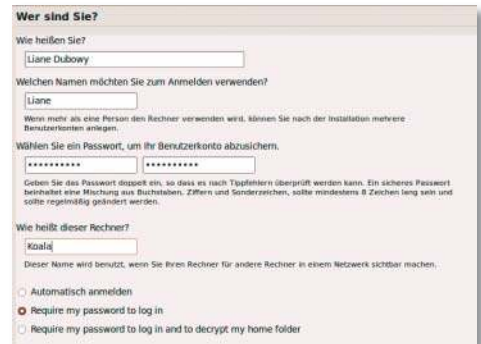 Wer sind Sie?
Wie heißen Sie?
Liane Dubowy
Welchen Namen möchten Sie zum Anmelden verwenden?
Liane
Wenn mehr als eine Person den Rechner verwenden wird, können Sie nach der Installation mehrere
Benutzerkonten anlegen.
Wählen Sie ein Passwort, um Ihr Benutzerkonto abzusichern.
•••••••••• ••••••••••
Geben Sie das Passwort doppelt ein, so dass es nach Tippfehlern überprüft werden kann. Ein sicheres Passwort
beinhaltet eine Mischung aus Buchstaben, Ziffern und Sonderzeichen, sollte mindestens 8 Zeichen lang sein und
sollte regelmäßig geändert werden.
Wie heißt dieser Rechner?
Koala
Dieser Name wird benutzt, wenn Sie Ihren Rechner für andere Rechner in einem Netzwerk sichtbar machen.
Automatisch anmelden
Require my password to log in
Require my password to log in and to decrypt my home folder